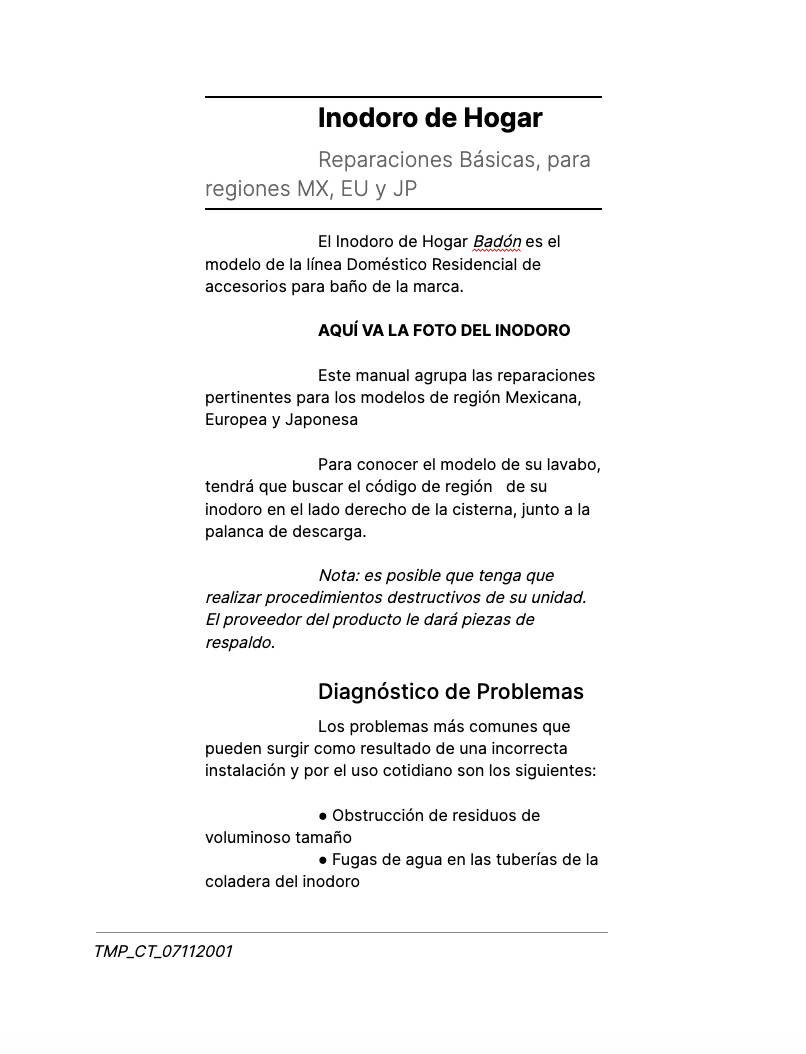 Inodoro de Hogar
Reparaciones Básicas, para
regiones MX, EU y JP
El Inodoro de Hogar Badón es el
modelo de la línea Doméstico Residencial de
accesorios para baño de la marca.
AQUÍ VA LA FOTO DEL INODORO
Este manual agrupa las reparaciones
pertinentes para los modelos de región Mexicana,
Europea y Japonesa
Para conocer el modelo de su lavabo,
tendrá que buscar el código de región   de su
inodoro en el lado derecho de la cisterna, junto a la
palanca de descarga.
Nota: es posible que tenga que
realizar procedimientos destructivos de su unidad.
El proveedor del producto le dará piezas de
respaldo.
Diagnóstico de Problemas
Los problemas más comunes que
pueden surgir como resultado de una incorrecta
instalación y por el uso cotidiano son los siguientes:
● Obstrucción de residuos de
voluminoso tamaño
● Fugas de agua en las tuberías de la
coladera del inodoro
TMP_CT_07112001